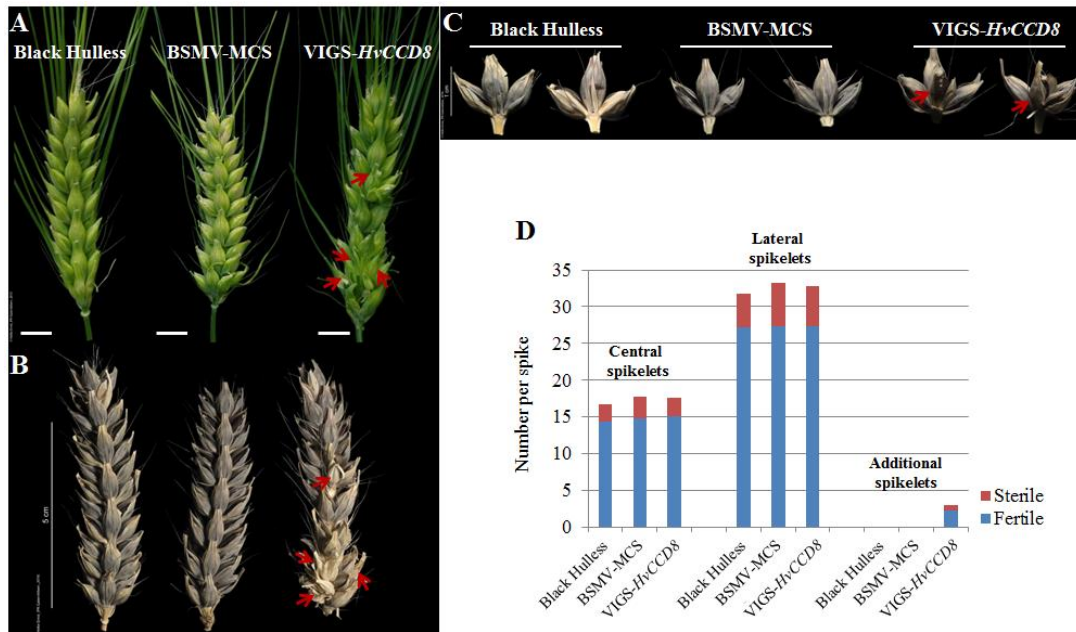 A
Black Hulless BSMV-MCS VIGS-HvCCD8
B
5 cm
C
Black Hulless BSMV-MCS VIGS-HvCCD8
D
Number per spike
35
30
25
20
15
10
5
0
Central
spikelets
Lateral
spikelets
Additional
spikelets
Black Hulless
BSMV-MCS
VIGS-HvCCD8
Black Hulless
BSMV-MCS
VIGS-HvCCD8
Black Hulless
BSMV-MCS
VIGS-HvCCD8
Sterile
Fertile